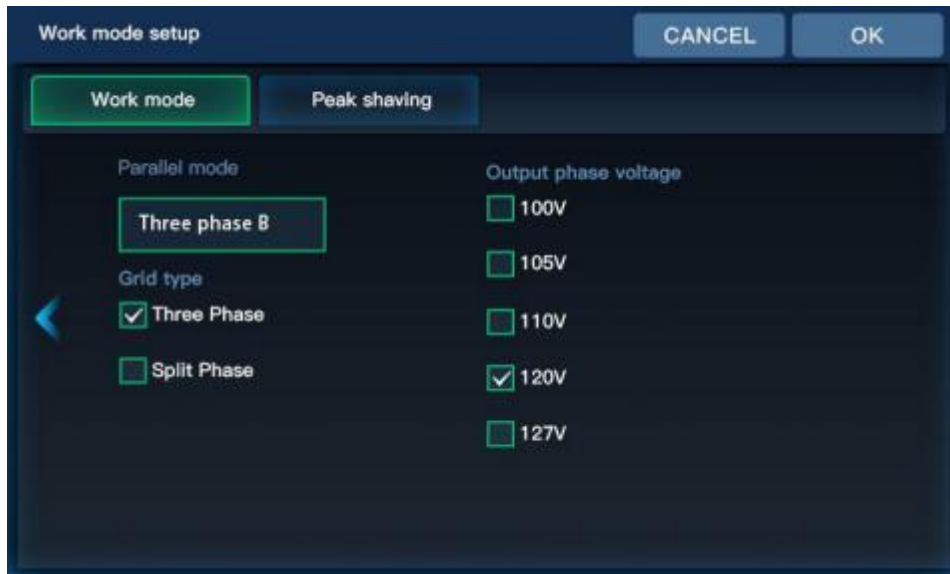 Work mode setup
CANCEL
OK
Work mode
Peak shaving
Parallel mode
Three phase B
Grid type
Three Phase
Split Phase
Output phase voltage
100V
105V
110V
120V
127V